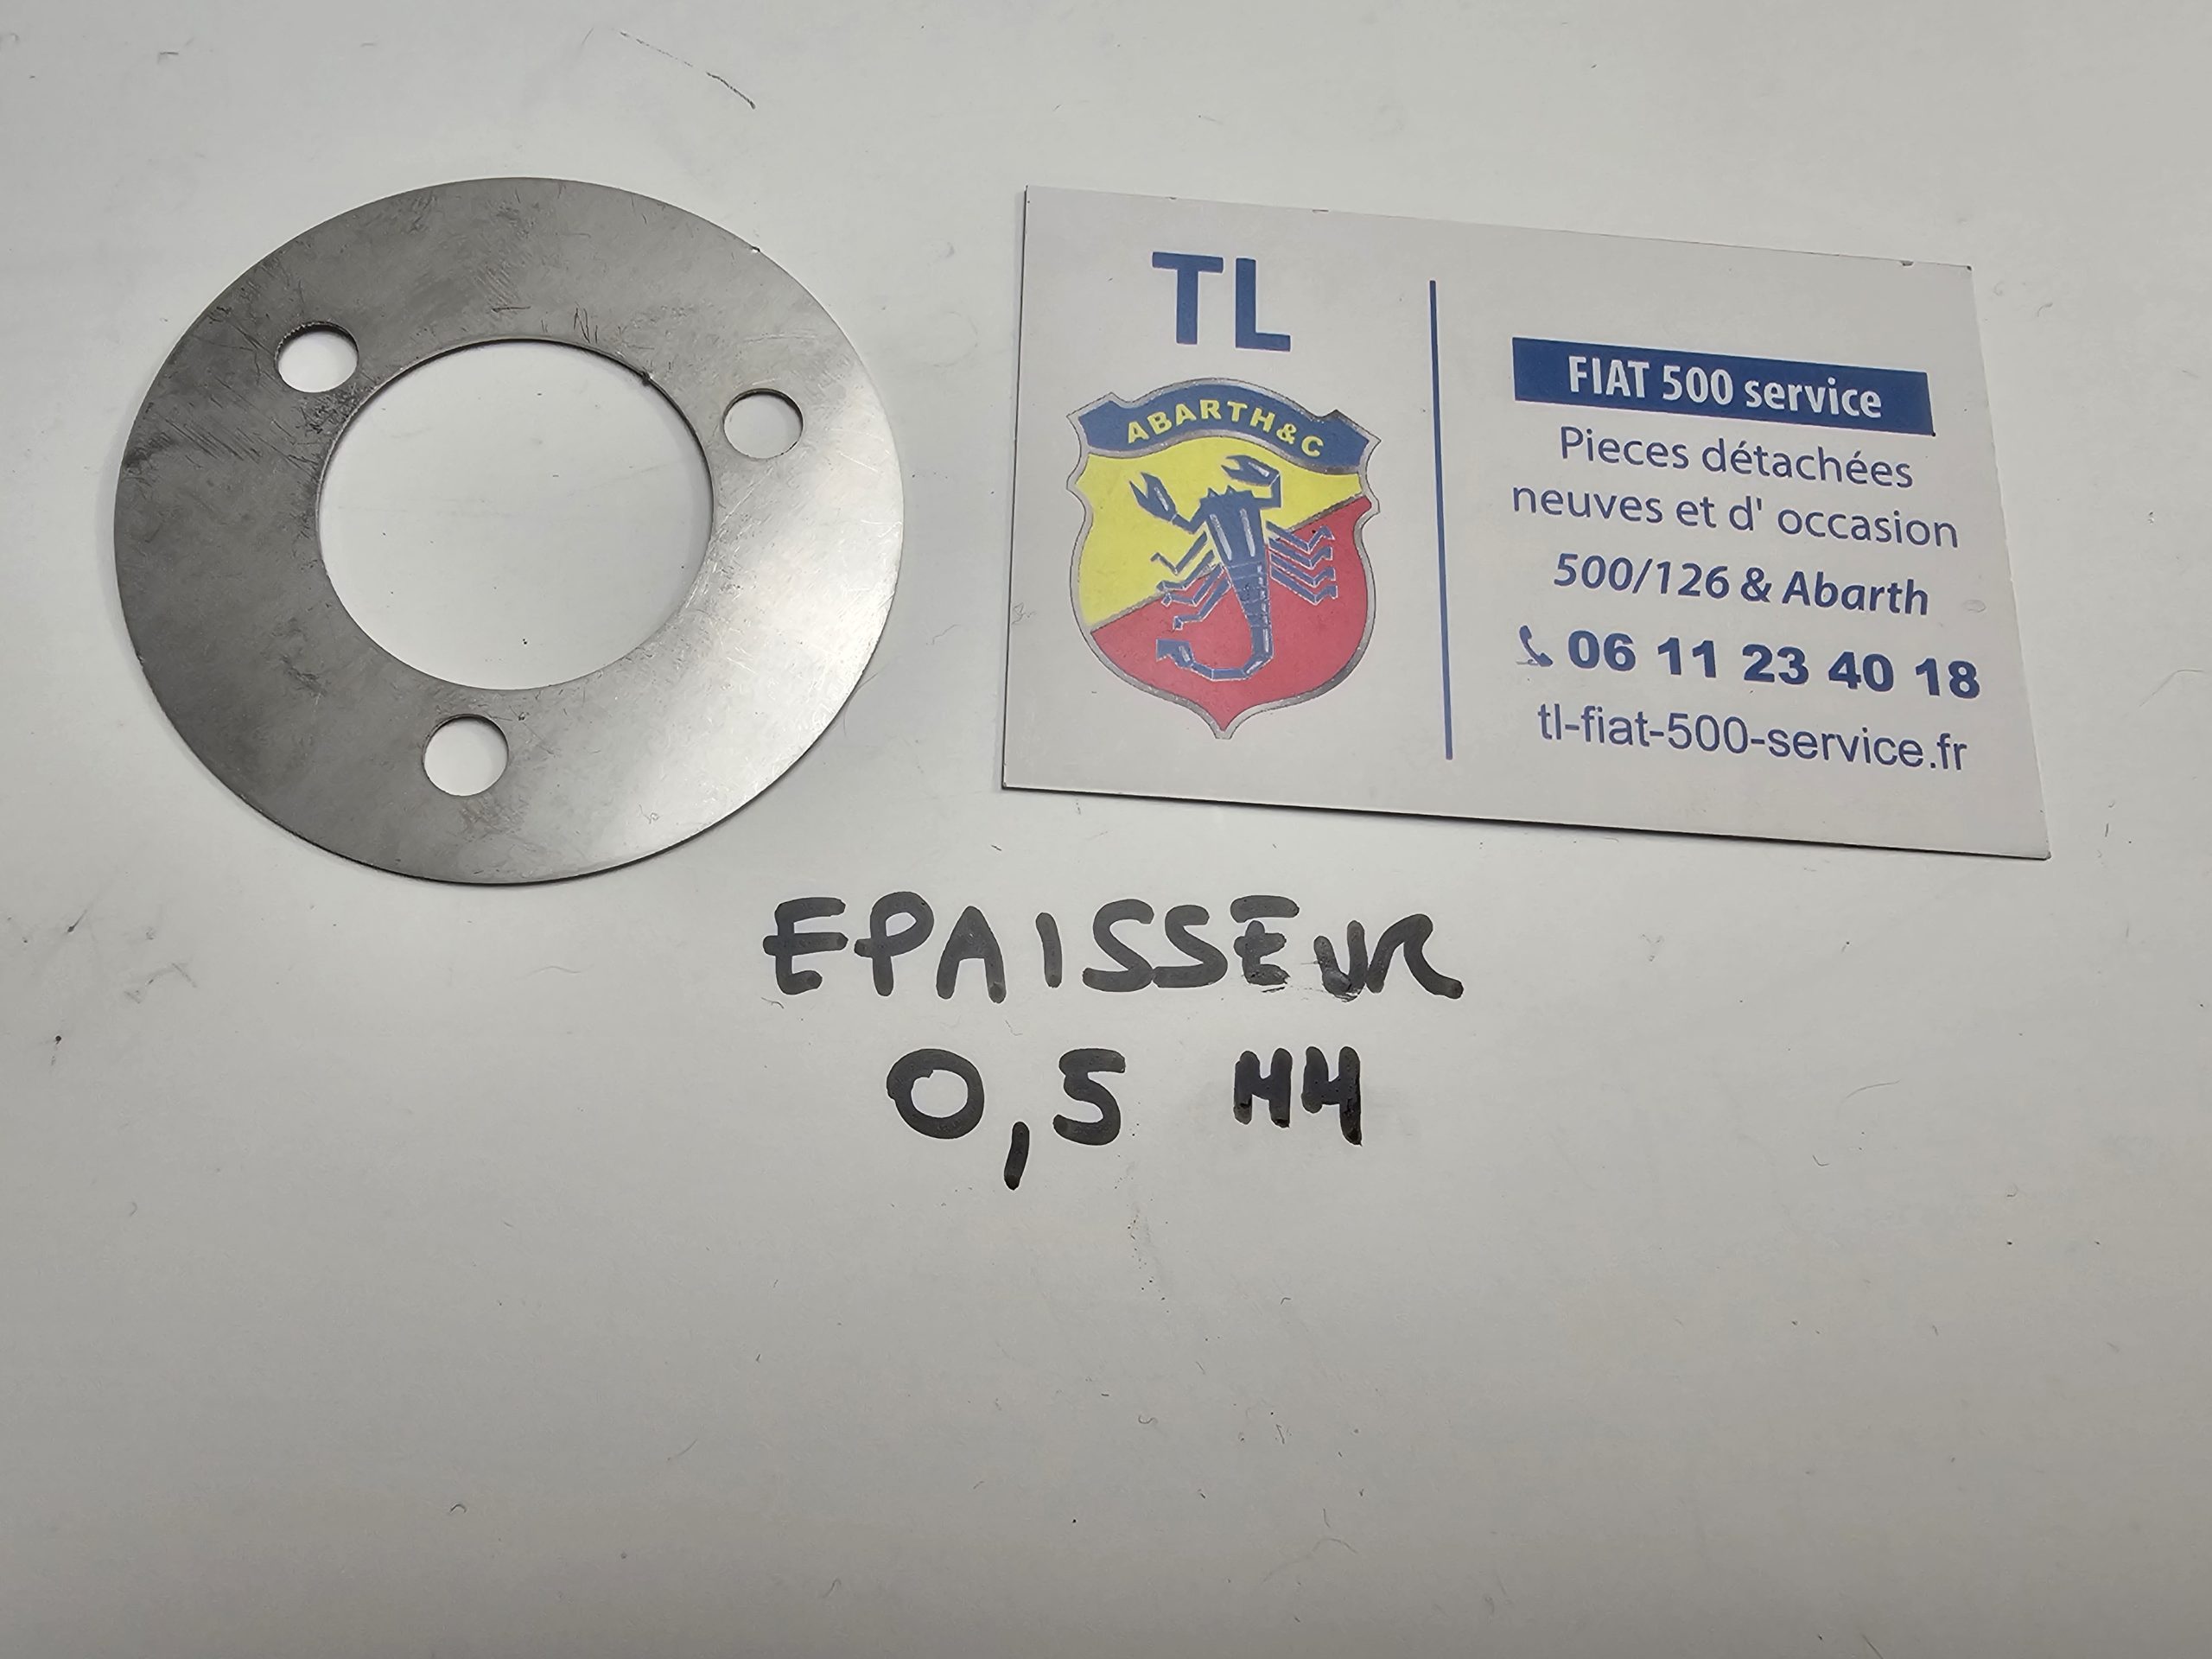 TL
ABARTH&C
FIAT 500 service
Pieces détachées
neuves et d' occasion
500/126 & Abarth
06 11 23 40 18
tl-fiat-500-service.fr
EPAISSEUR
0,5 MM